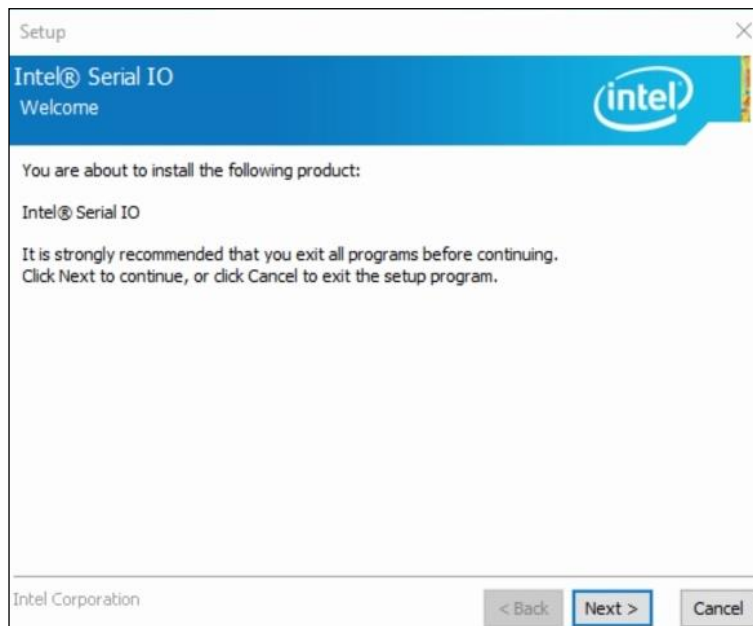 Setup
Intel® Serial IO
Welcome
intel
You are about to install the following product:
Intel® Serial IO
It is strongly recommended that you exit all programs before continuing.
Click Next to continue, or click Cancel to exit the setup program.
Intel Corporation
< Back
Next >
Cancel